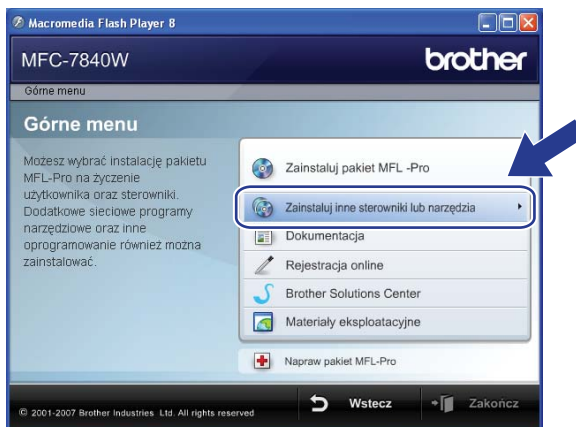 Macromedia Flash Player 8
MFC-7840W
brother
Górne menu
Górne menu
Możesz wybrać instalację pakietu
MFL-Pro na życzenie
użytkownika oraz sterowniki.
Dodatkowe sieciowe programy
narzędziowe oraz inne
oprogramowanie również można
zainstalować.
Zainstaluj pakiet MFL -Pro
Zainstaluj inne sterowniki lub narzędzia
Dokumentacja
Rejestracja online
Brother Solutions Center
Materiały eksploatacyjne
Napraw pakiet MFL-Pro
© 2001-2007 Brother Industries Ltd. All rights reserved
Wstecz
Zakończ